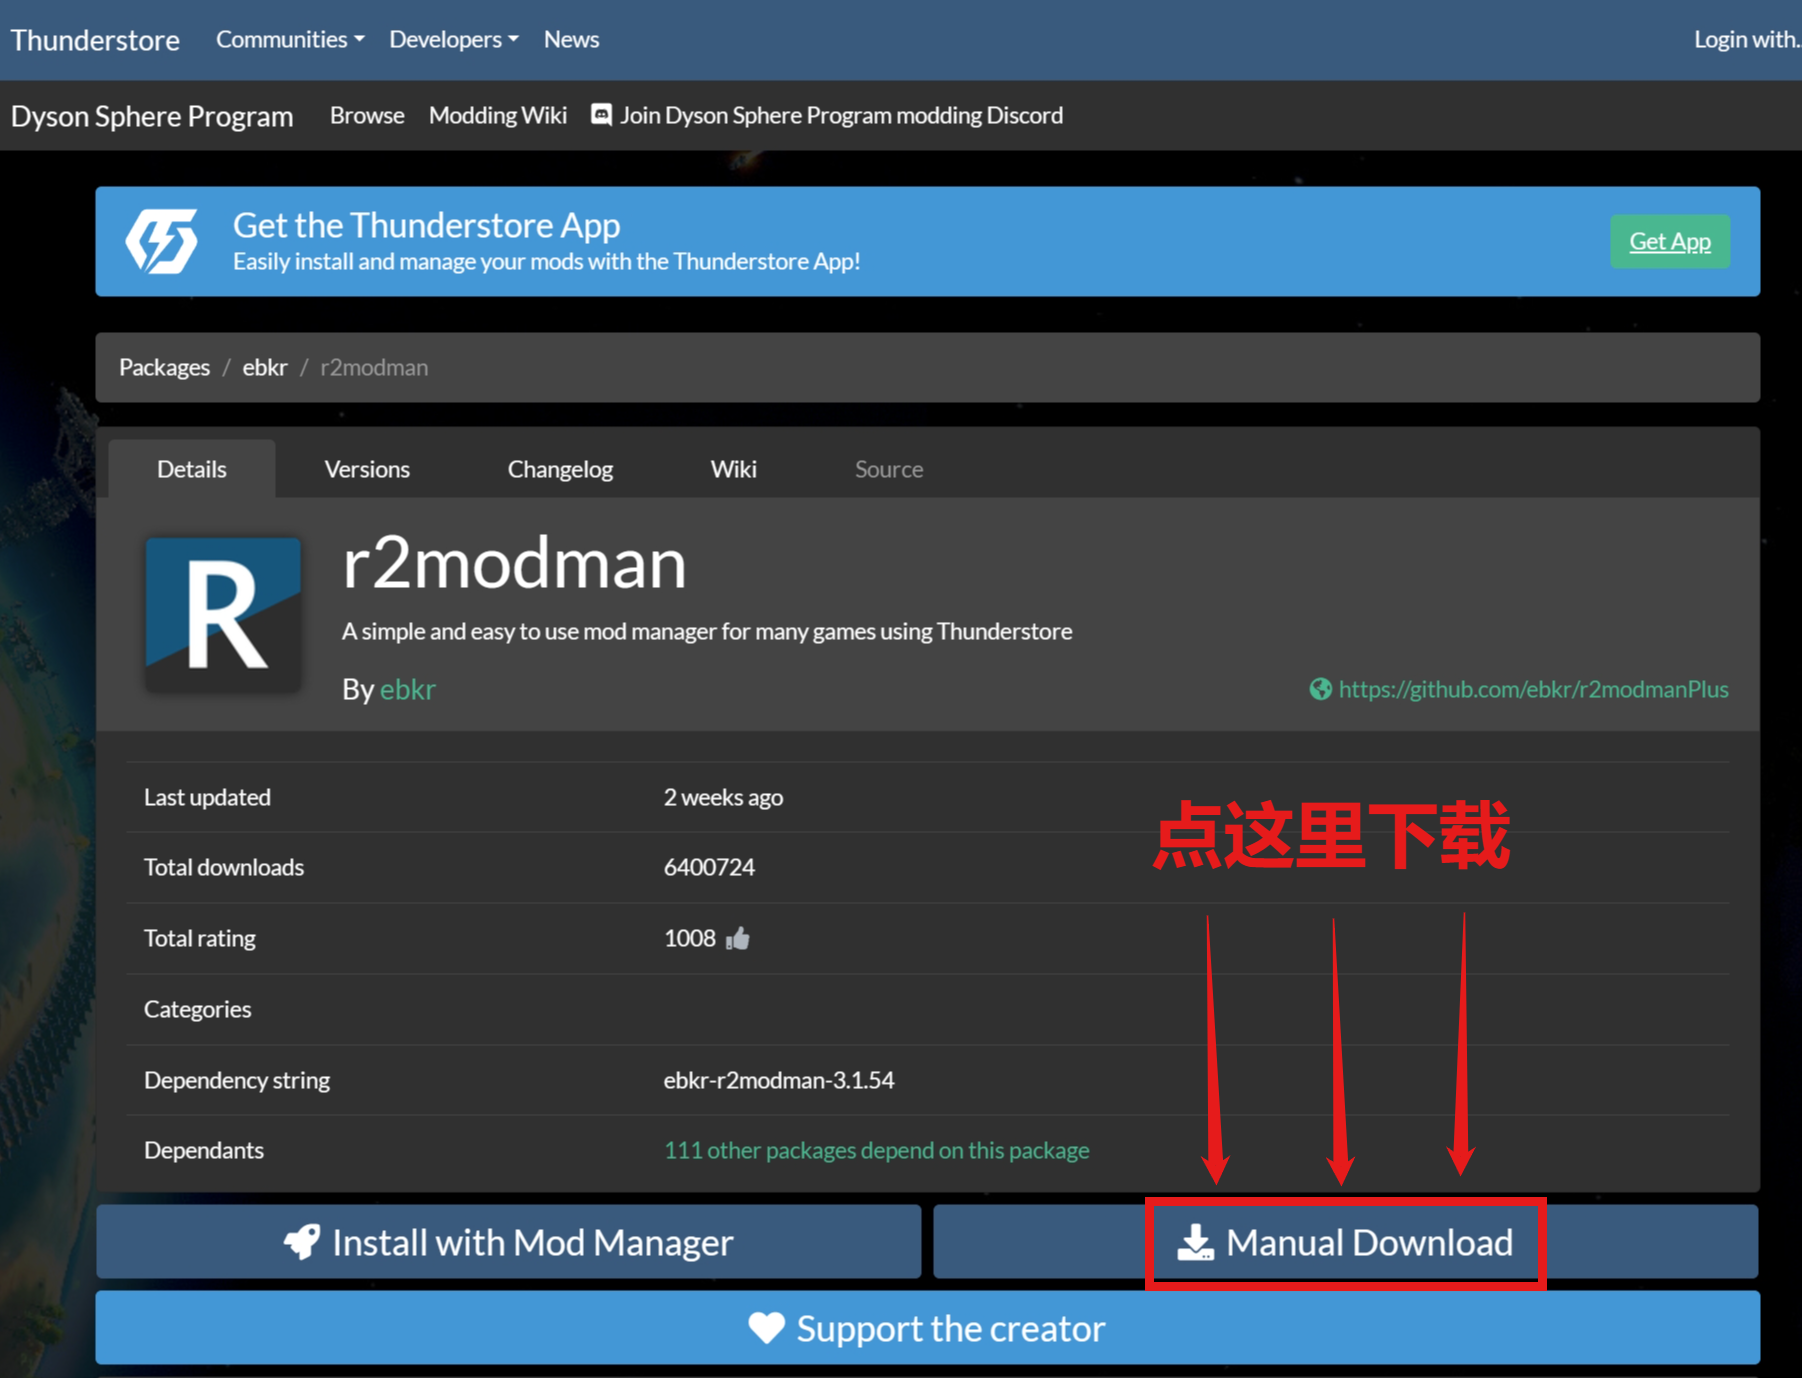 Thunderstore Communities Developers News Login with..
Dyson Sphere Program Browse Modding Wiki Join Dyson Sphere Program modding Discord
Get the Thunderstore App
Easily install and manage your mods with the Thunderstore App!
Get App
Packages / ebkr / r2modman
Details Versions Changelog Wiki Source
R
r2modman
A simple and easy to use mod manager for many games using Thunderstore
By ebkr
https://github.com/ebkr/r2modmanPlus
Last updated 2 weeks ago
点这里下载
Total downloads 6400724
Total rating 1008
Categories
Dependency string ebkr-r2modman-3.1.54
Dependants 111 other packages depend on this package
Install with Mod Manager Manual Download
Support the creator